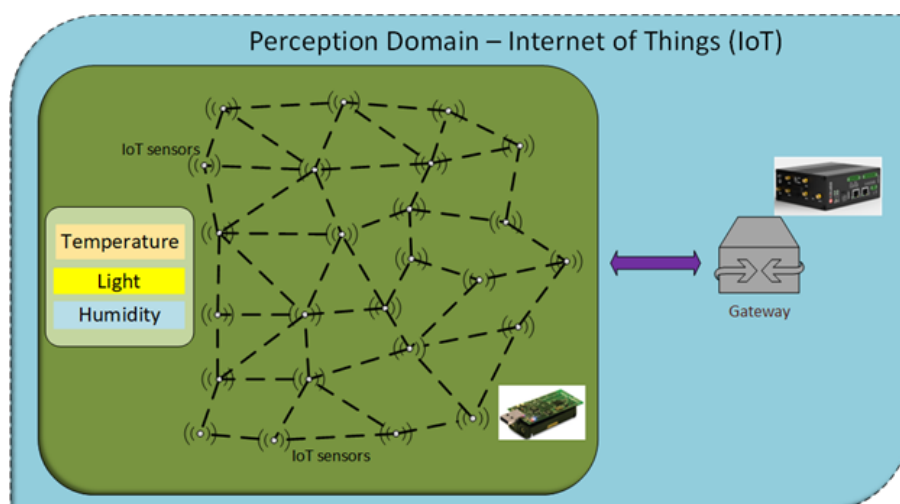 Perception Domain – Internet of Things (IoT)
IoT sensors
Temperature
Light
Humidity
Gateway
IoT sensors